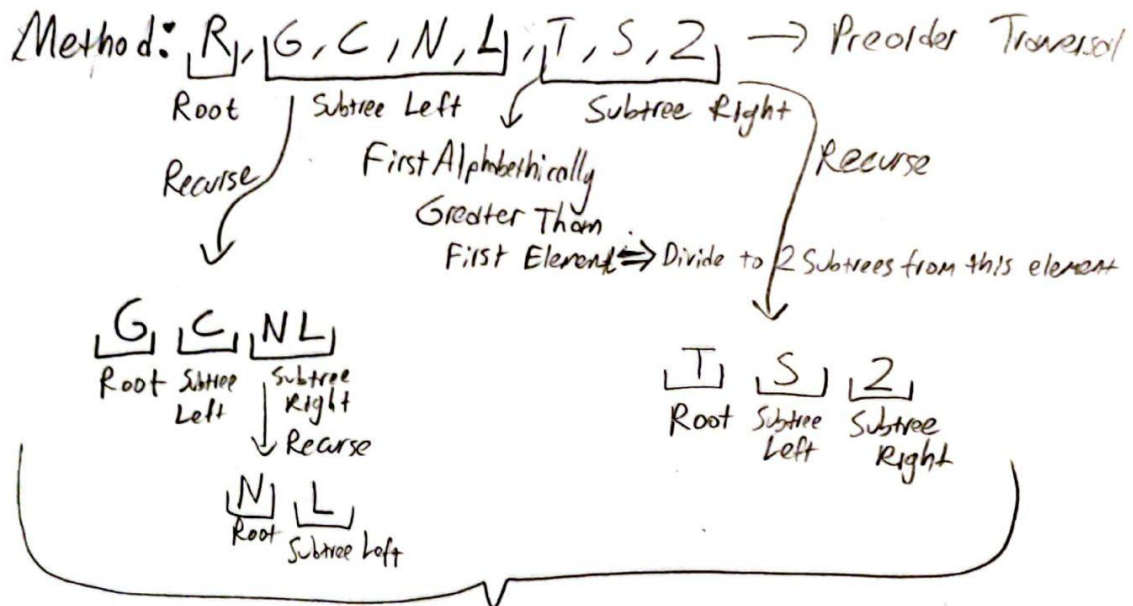 Method: R, G, C, N, L, T, S, Z → Preorder Traversal
Root Subtree Left Subtree Right
Recurse First Alphabethically Recurse
Greater Than
First Element ⇒ Divide to 2 Subtrees from this element
G C NL
Root Subtree Left Subtree Right
T S Z
Root Subtree Left Subtree Right
Recurse
N L
Root Subtree Left